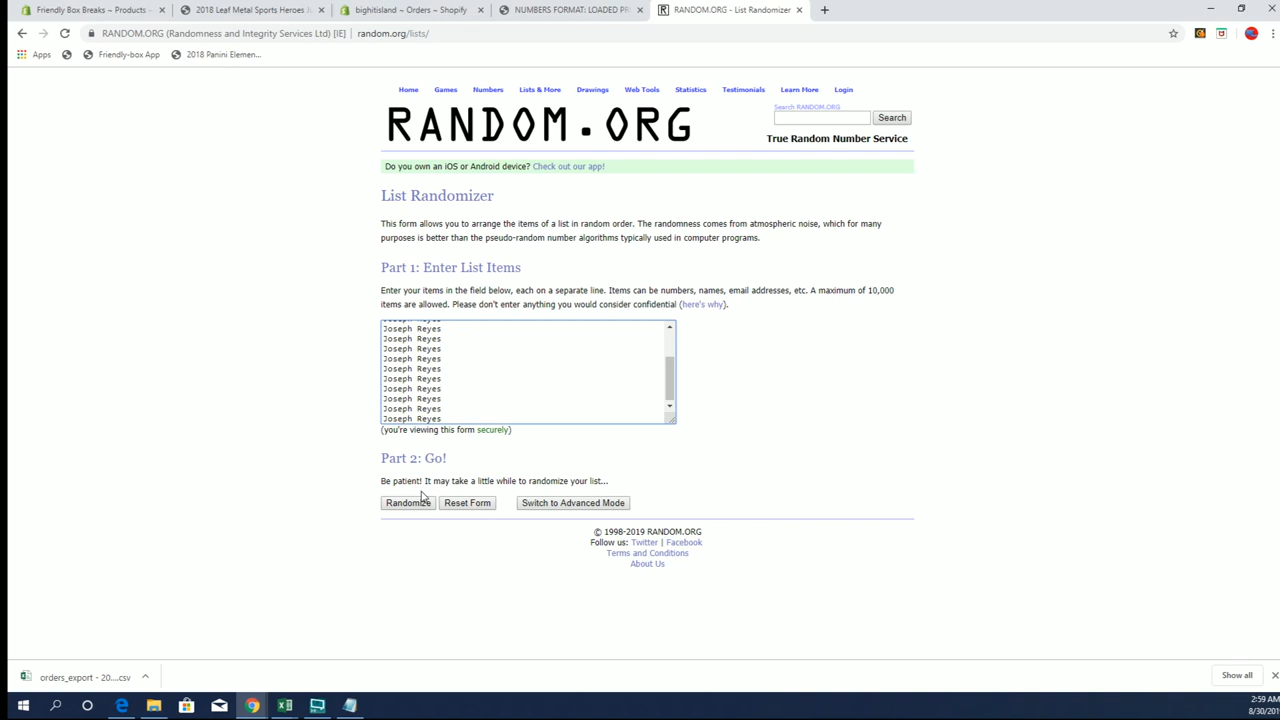 Friendly Box Breaks ~ Products ~
2018 Leaf Metal Sports Heroes
bighitisland ~ Orders ~ Shopify
NUMBERS FORMAT: LOADED PR
RANDOM.ORG - List Randomizer
RANDOM.ORG (Randomness and Integrity Services Ltd) [IE] | random.org/lists/
Apps
Friendly-box App
2018 Panini Elemen...
Home Games Numbers Lists & More Drawings Web Tools Statistics Testimonials Learn More Login
RANDOM.ORG
Search RANDOM.ORG
Search
True Random Number Service
Do you own an iOS or Android device? Check out our app!
List Randomizer
This form allows you to arrange the items of a list in random order. The randomness comes from atmospheric noise, which for many
purposes is better than the pseudo-random number algorithms typically used in computer programs.
Part 1: Enter List Items
Enter your items in the field below, each on a separate line. Items can be numbers, names, email addresses, etc. A maximum of 10,000
items are allowed. Please don't enter anything you would consider confidential (here's why).
Joseph Reyes
Joseph Reyes
Joseph Reyes
Joseph Reyes
Joseph Reyes
Joseph Reyes
Joseph Reyes
Joseph Reyes
Joseph Reyes
Joseph Reyes
Joseph Reyes
(you're viewing this form securely)
Part 2: Go!
Be patient! It may take a little while to randomize your list...
Randomize Reset Form Switch to Advanced Mode
© 1998-2019 RANDOM.ORG
Follow us: Twitter | Facebook
Terms and Conditions
About Us
orders_export - 20....csv
Show all
2:59 AM
8/30/201